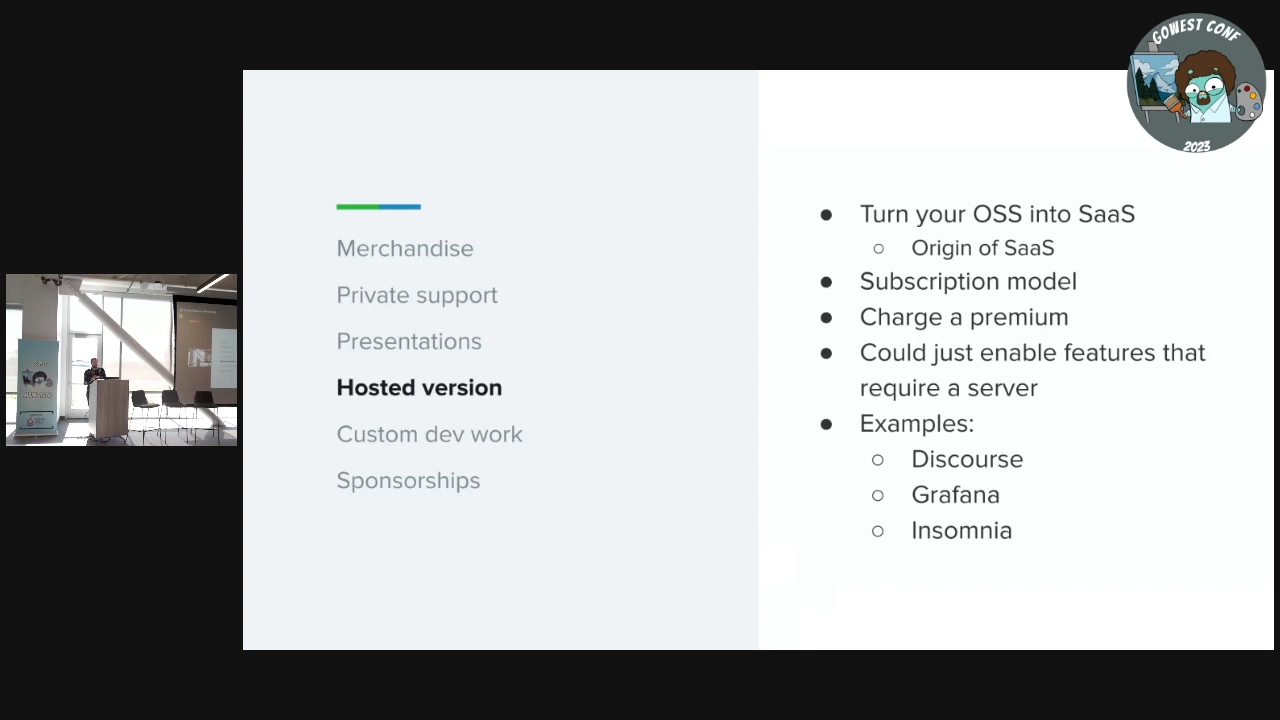 GOWEST CONF
2023
Merchandise
Private support
Presentations
Hosted version
Custom dev work
Sponsorships
● Turn your OSS into SaaS
○ Origin of SaaS
● Subscription model
● Charge a premium
● Could just enable features that
require a server
● Examples:
○ Discourse
○ Grafana
○ Insomnia